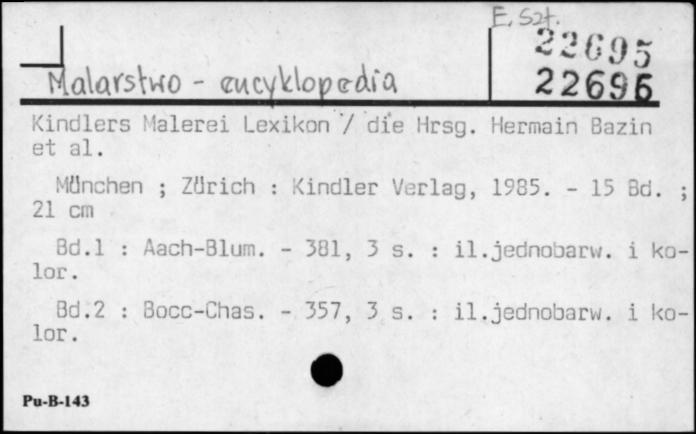 E. Szt.
22695
Malarstwo - encyklopedia
22696
Kindlers Malerei Lexikon / die Hrsg. Hermain Bazin
et al.
München ; Zürich : Kindler Verlag, 1985. - 15 Bd. ;
21 cm
Bd.1 : Aach-Blum. - 381, 3 s. : il.jednobarw. i ko-
lor.
Bd.2 : Bocc-Chas. - 357, 3 s. : il.jednobarw. i ko-
lor.
Pu-B-143